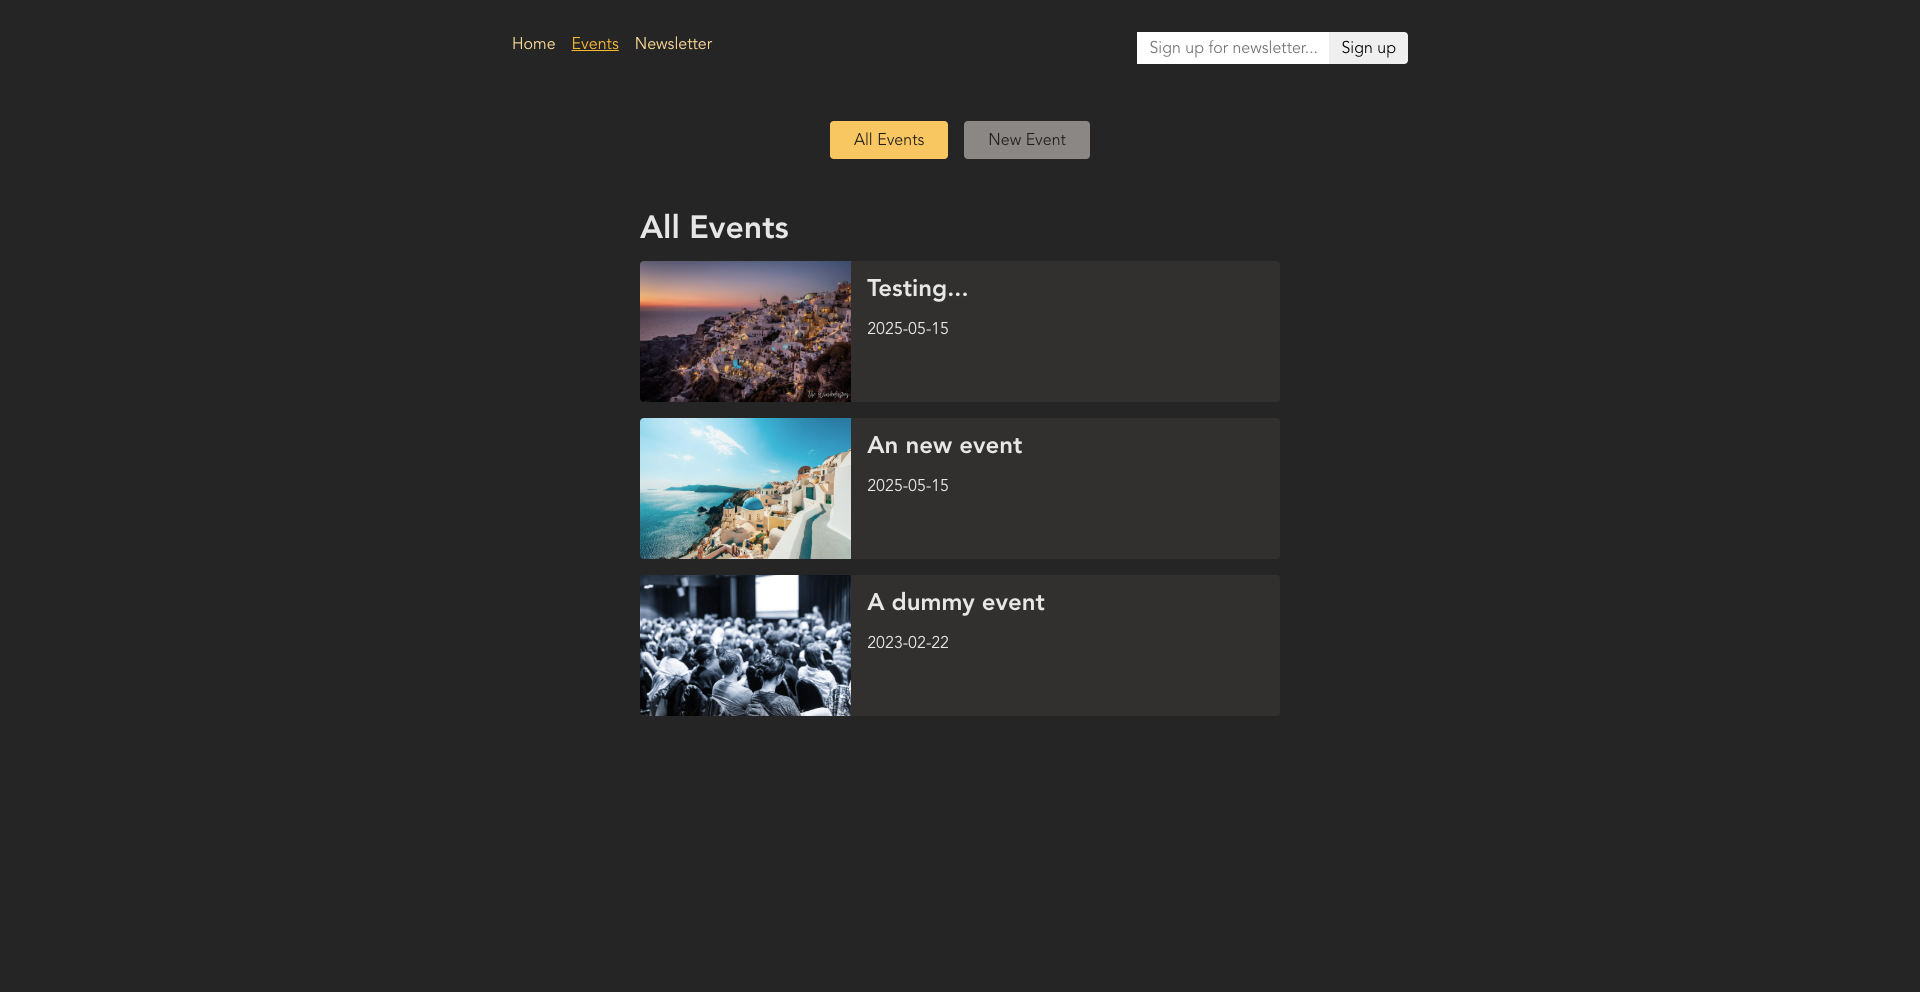 Home Events Newsletter
Sign up for newsletter... Sign up
All Events New Event
All Events
Testing...
2025-05-15
An new event
2025-05-15
A dummy event
2023-02-22